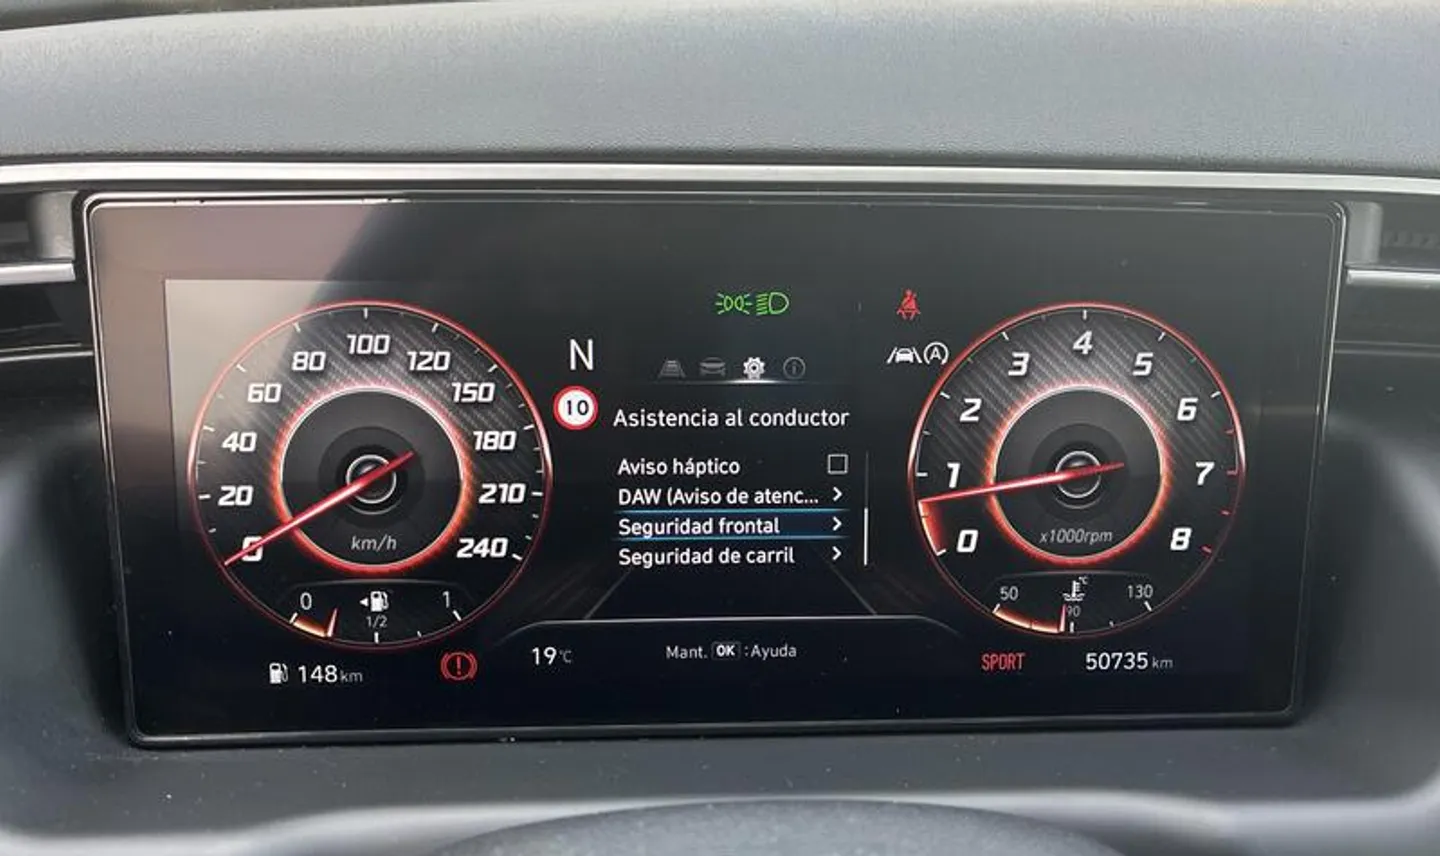 N
10
Asistencia al conductor
Aviso háptico
DAW (Aviso de atenc...
Seguridad frontal
Seguridad de carril
Mant. OK :Ayuda
0
20
40
60
80
100
120
150
180
210
240
km/h
0
1/2
1
148 km
19°C
A
0
1
2
3
4
5
6
7
8
x1000rpm
50
°C
90
130
SPORT
50735 km